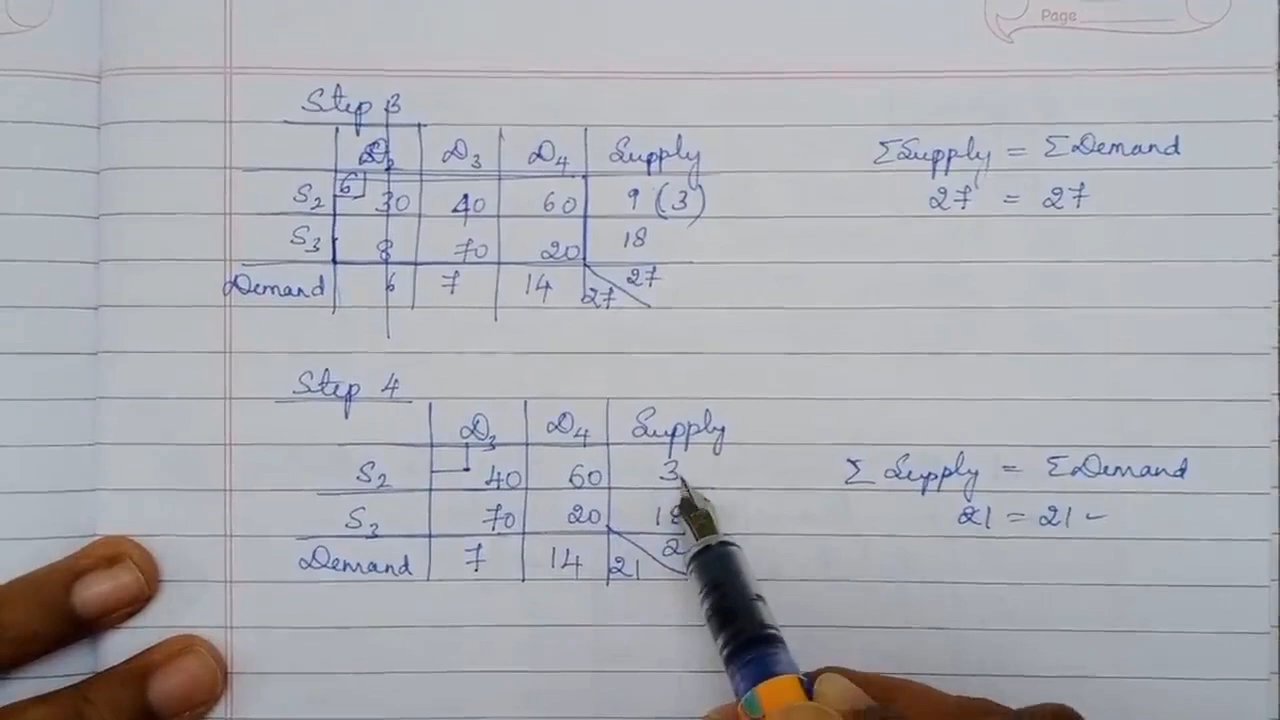 Page
Step 3
D2 D3 D4 Supply
S2 6 30 40 60 9 (3)
S3 8 70 20 18
Demand 6 7 14 27 27
ΣSupply = ΣDemand
27 = 27
Step 4
D3 D4 Supply
S2 40 60 3
S3 70 20 18
Demand 7 14 21 2
Σ Supply = ΣDemand
21 = 21